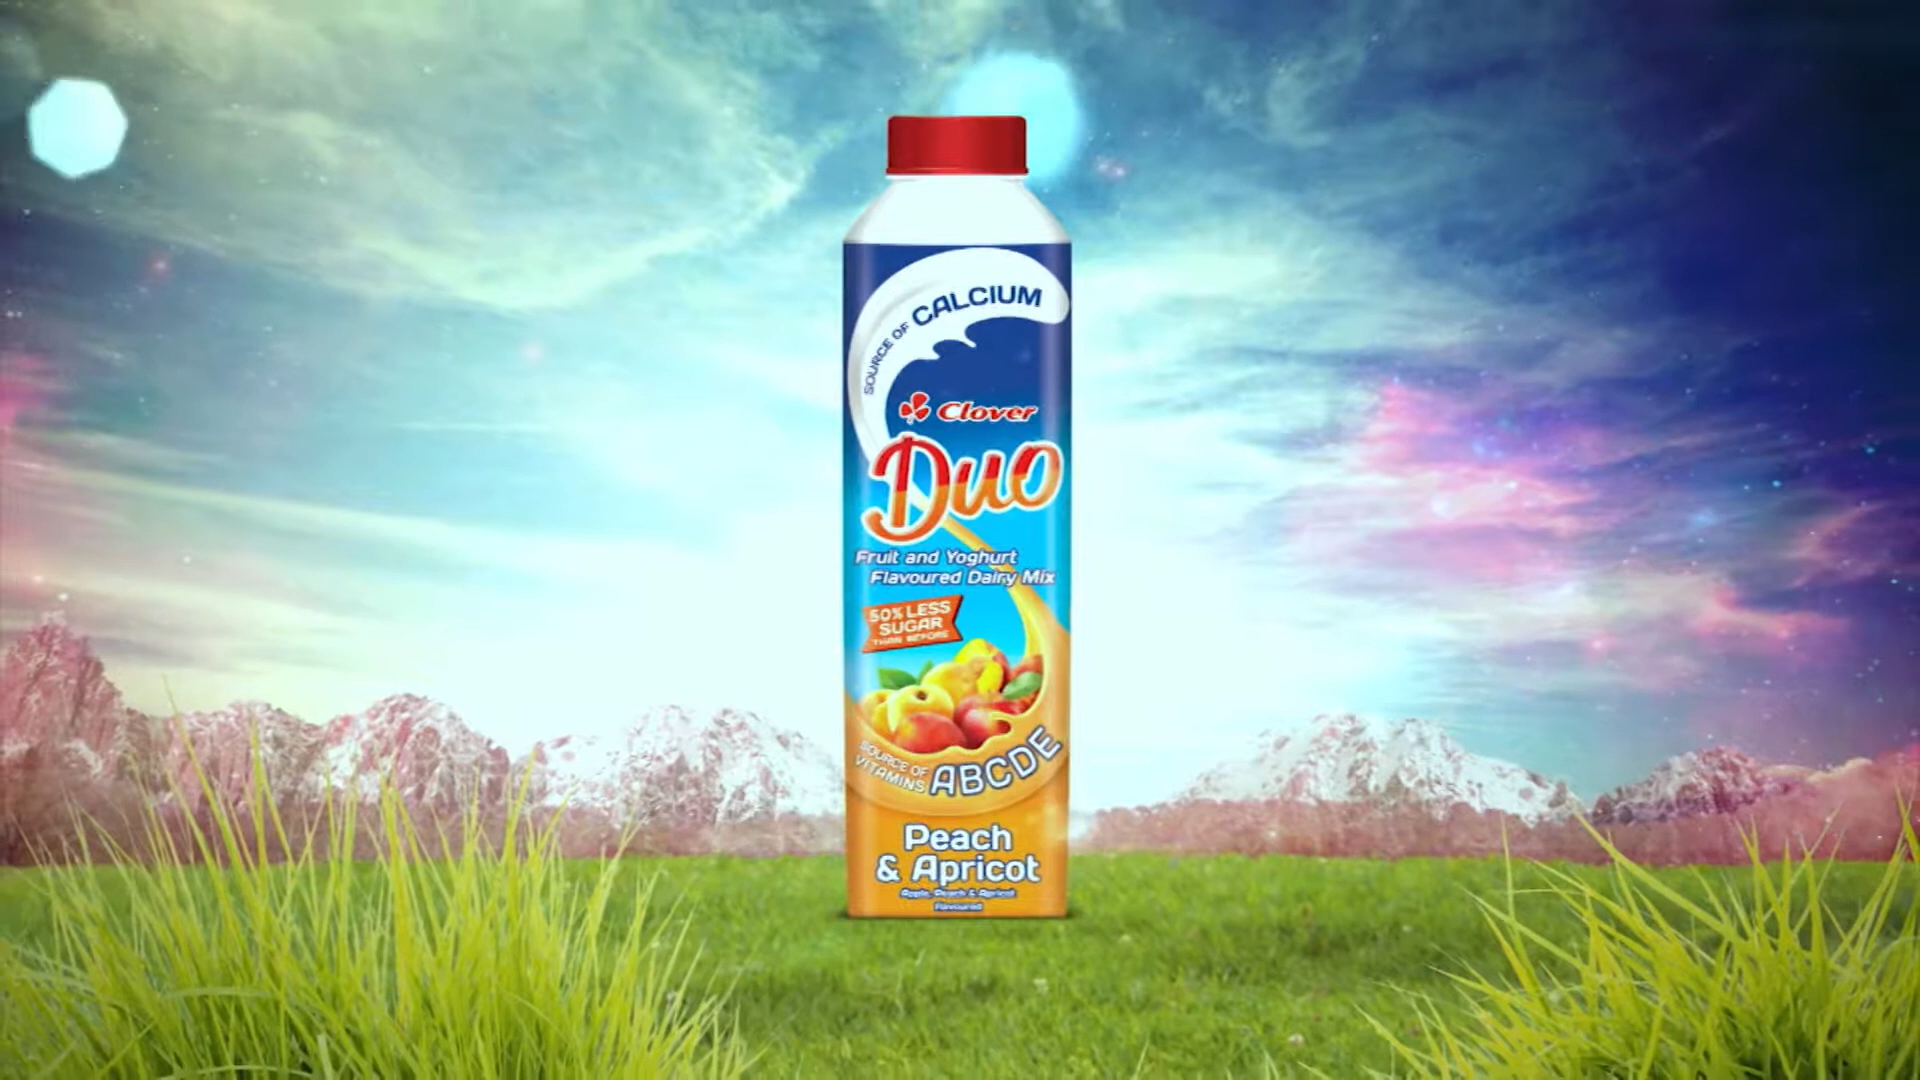 SOURCE OF CALCIUM
Clover
Duo
Fruit and Yoghurt
Flavoured Dairy Mix
50% LESS
SUGAR
THAN BEFORE
SOURCE OF
VITAMINS ABCDE
Peach
& Apricot
Apple, Peach & Apricot
Flavoured